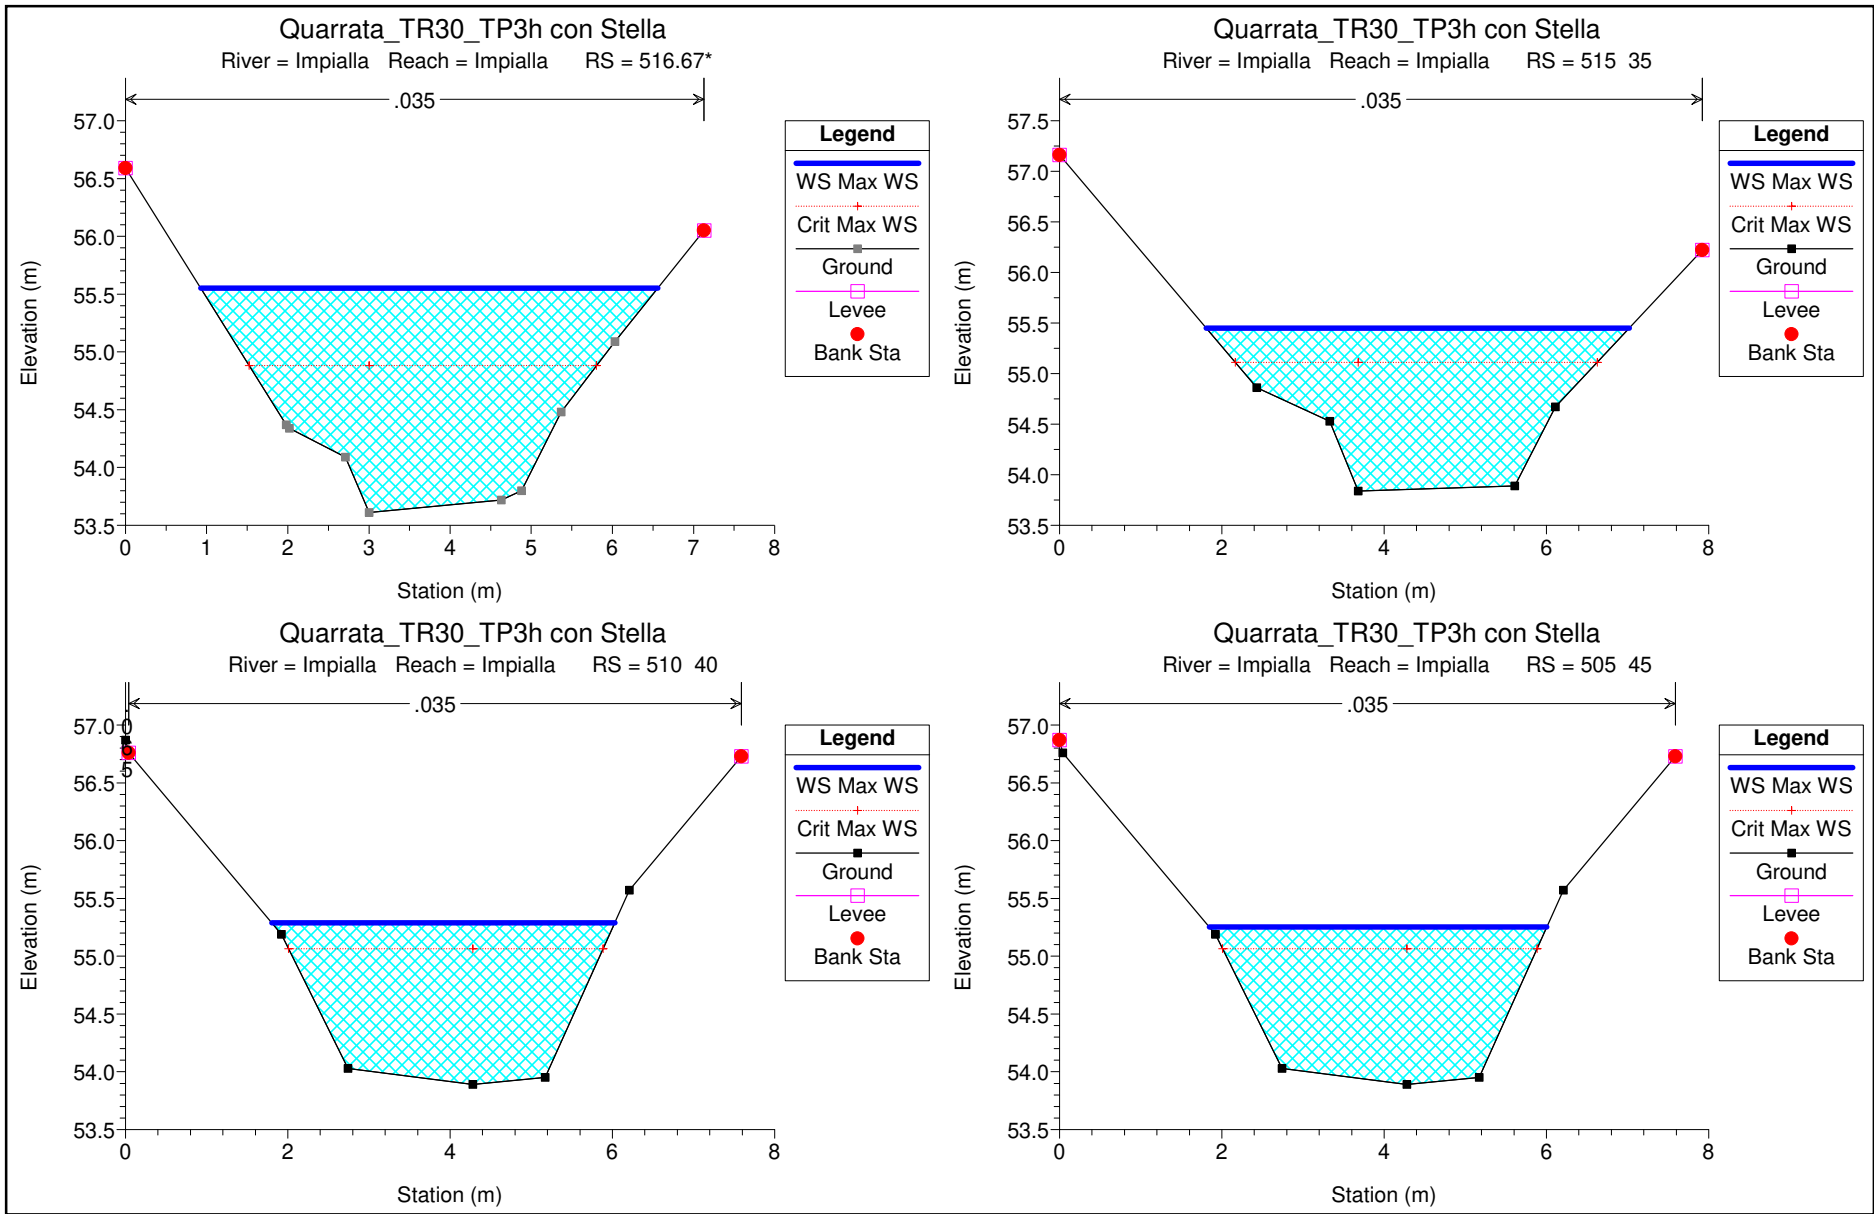 Quarrata_TR30_TP3h con Stella
River = Impialla Reach = Impialla RS = 516.67*
.035
57.0
56.5
56.0
55.5
55.0
54.5
54.0
53.5
0 1 2 3 4 5 6 7 8
Station (m)
Elevation (m)
Legend
WS Max WS
Crit Max WS
Ground
Levee
Bank Sta
Quarrata_TR30_TP3h con Stella
River = Impialla Reach = Impialla RS = 515 35
.035
57.5
57.0
56.5
56.0
55.5
55.0
54.5
54.0
53.5
0 2 4 6 8
Station (m)
Elevation (m)
Legend
WS Max WS
Crit Max WS
Ground
Levee
Bank Sta
Quarrata_TR30_TP3h con Stella
River = Impialla Reach = Impialla RS = 510 40
.035
57.0
56.5
56.0
55.5
55.0
54.5
54.0
53.5
0 2 4 6 8
Station (m)
Elevation (m)
Legend
WS Max WS
Crit Max WS
Ground
Levee
Bank Sta
Quarrata_TR30_TP3h con Stella
River = Impialla Reach = Impialla RS = 505 45
.035
57.0
56.5
56.0
55.5
55.0
54.5
54.0
53.5
0 2 4 6 8
Station (m)
Elevation (m)
Legend
WS Max WS
Crit Max WS
Ground
Levee
Bank Sta